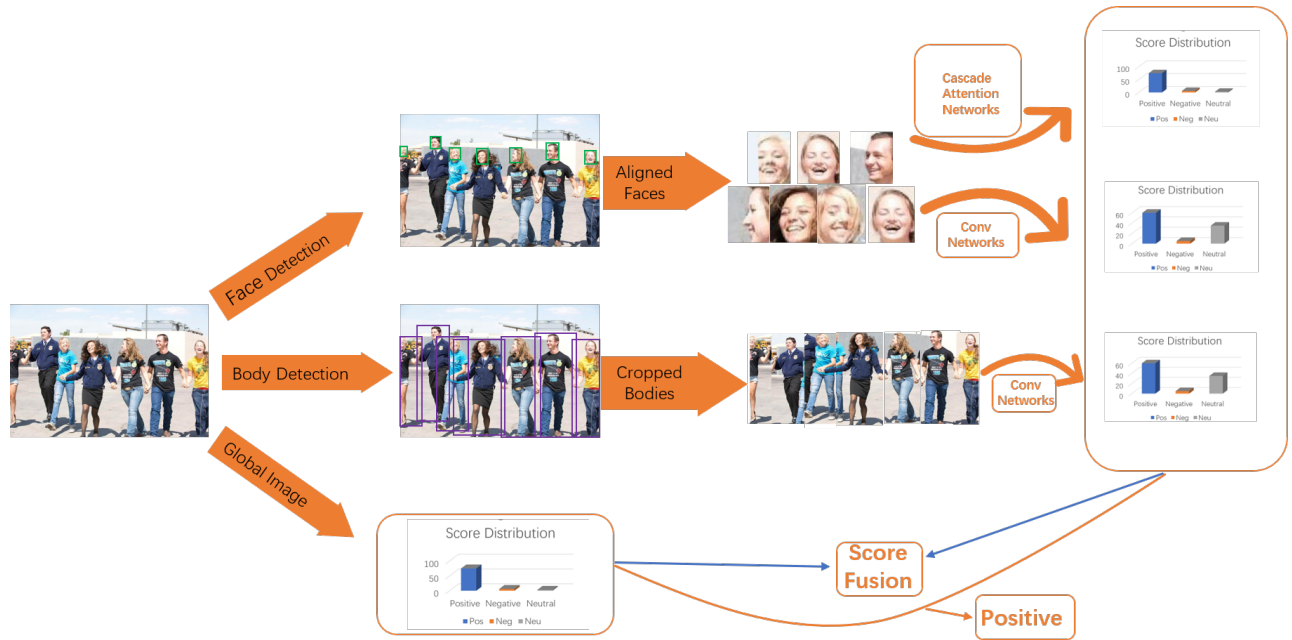 Face Detection
Body Detection
Global Image
Aligned
Faces
Cropped
Bodies
Cascade
Attention
Networks
Conv
Networks
Conv
Networks
Score Distribution
100
50
0
Positive Negative Neutral
Pos Neg Neu
Score Distribution
60
40
20
0
Positive Negative Neutral
Pos Neg Neu
Score Distribution
60
40
20
0
Positive Negative Neutral
Pos Neg Neu
Score Distribution
100
50
0
Positive Negative Neutral
Pos Neg Neu
Score
Fusion
Positive